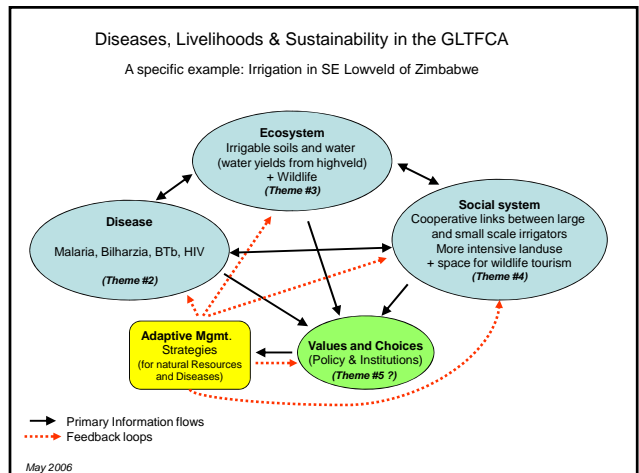 Diseases, Livelihoods & Sustainability in the GLTFCA
A specific example: Irrigation in SE Lowveld of Zimbabwe
Ecosystem
Irrigable soils and water
(water yields from highveld)
+ Wildlife
(Theme #3)
Disease
Malaria, Bilharzia, BTb, HIV
(Theme #2)
Social system
Cooperative links between large
and small scale irrigators
More intensive landuse
+ space for wildlife tourism
(Theme #4)
Adaptive Mgmt.
Strategies
(for natural Resources
and Diseases)
Values and Choices
(Policy & Institutions)
(Theme #5 ?)
Primary Information flows
Feedback loops
May 2006